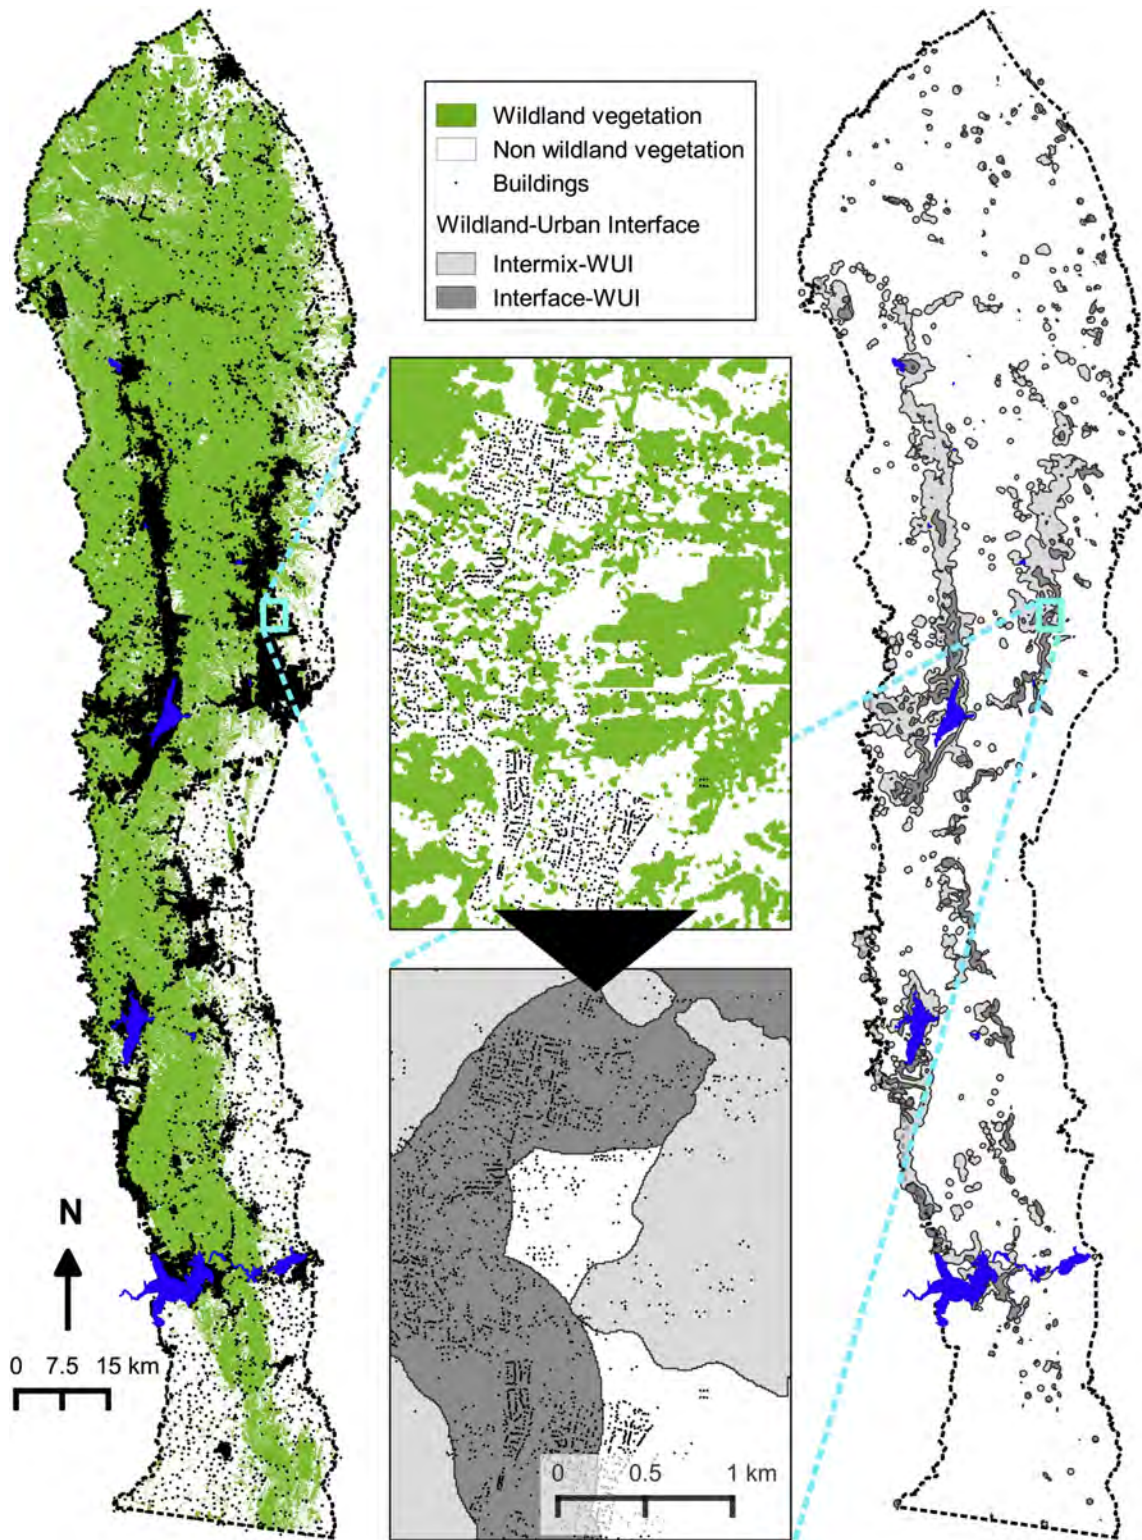 Wildland vegetation
Non wildland vegetation
Buildings
Wildland-Urban Interface
Intermix-WUI
Interface-WUI
N
0 7.5 15 km
0 0.5 1 km